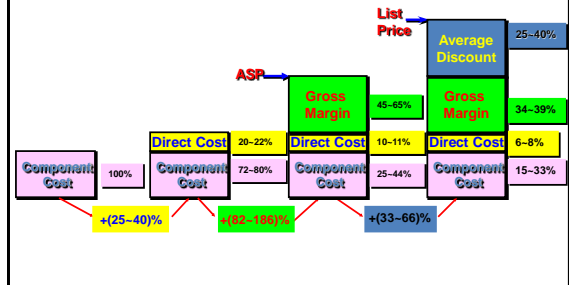 List
Price
Average
Discount
25~40%
ASP
Gross
Margin
45~65%
Gross
Margin
34~39%
Direct Cost
20~22%
Direct Cost
10~11%
Direct Cost
6~8%
Component
Cost
100%
Component
Cost
72~80%
Component
Cost
25~44%
Component
Cost
15~33%
+(25~40)%
+(82~186)%
+(33~66)%